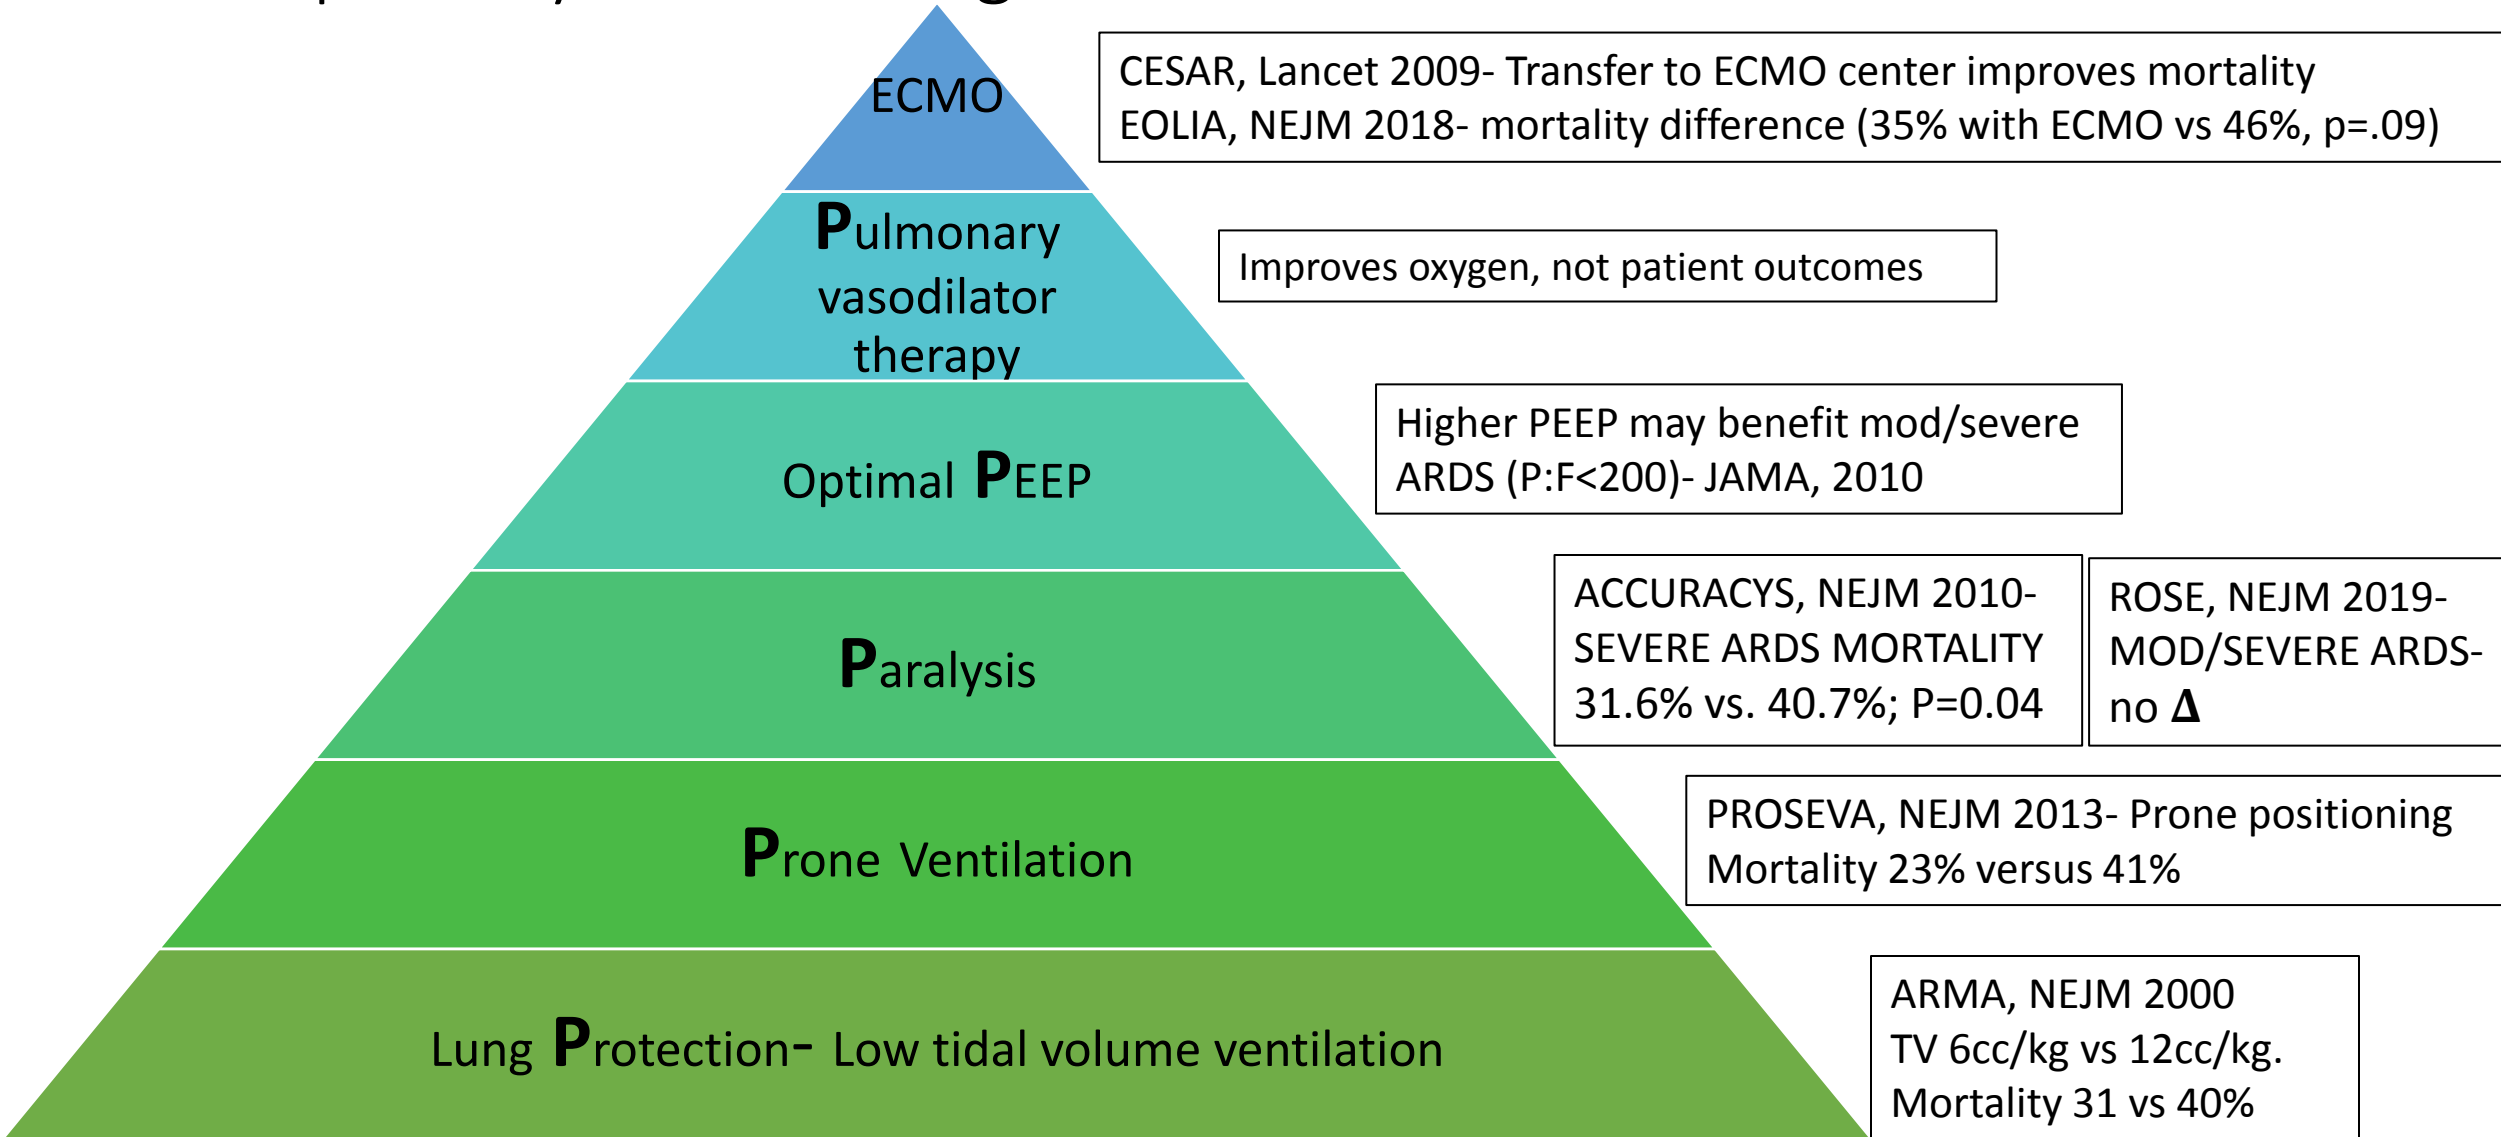 ECMO
CESAR, Lancet 2009- Transfer to ECMO center improves mortality
EOLIA, NEJM 2018- mortality difference (35% with ECMO vs 46%, p=.09)
Pulmonary
vasodilator
therapy
Improves oxygen, not patient outcomes
Optimal PEEP
Higher PEEP may benefit mod/severe
ARDS (P:F<200)- JAMA, 2010
Paralysis
ACCURACYS, NEJM 2010-
SEVERE ARDS MORTALITY
31.6% vs. 40.7%; P=0.04
ROSE, NEJM 2019-
MOD/SEVERE ARDS-
no Δ
Prone Ventilation
PROSEVA, NEJM 2013- Prone positioning
Mortality 23% versus 41%
Lung Protection- Low tidal volume ventilation
ARMA, NEJM 2000
TV 6cc/kg vs 12cc/kg.
Mortality 31 vs 40%